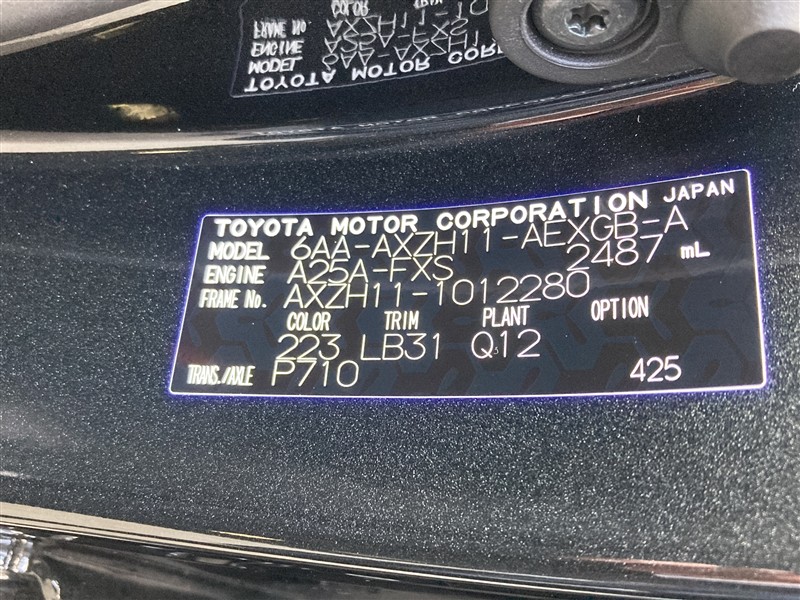 TOYOTA MOTOR CORPORATION JAPAN
MODEL 6AA-AXZH11-AEXGB-A
ENGINE A25A-FXS 2487 mL
FRAME No. AXZH11-1012280
COLOR TRIM PLANT OPTION
223 LB31 Q12
TRANS./AXLE P710 425